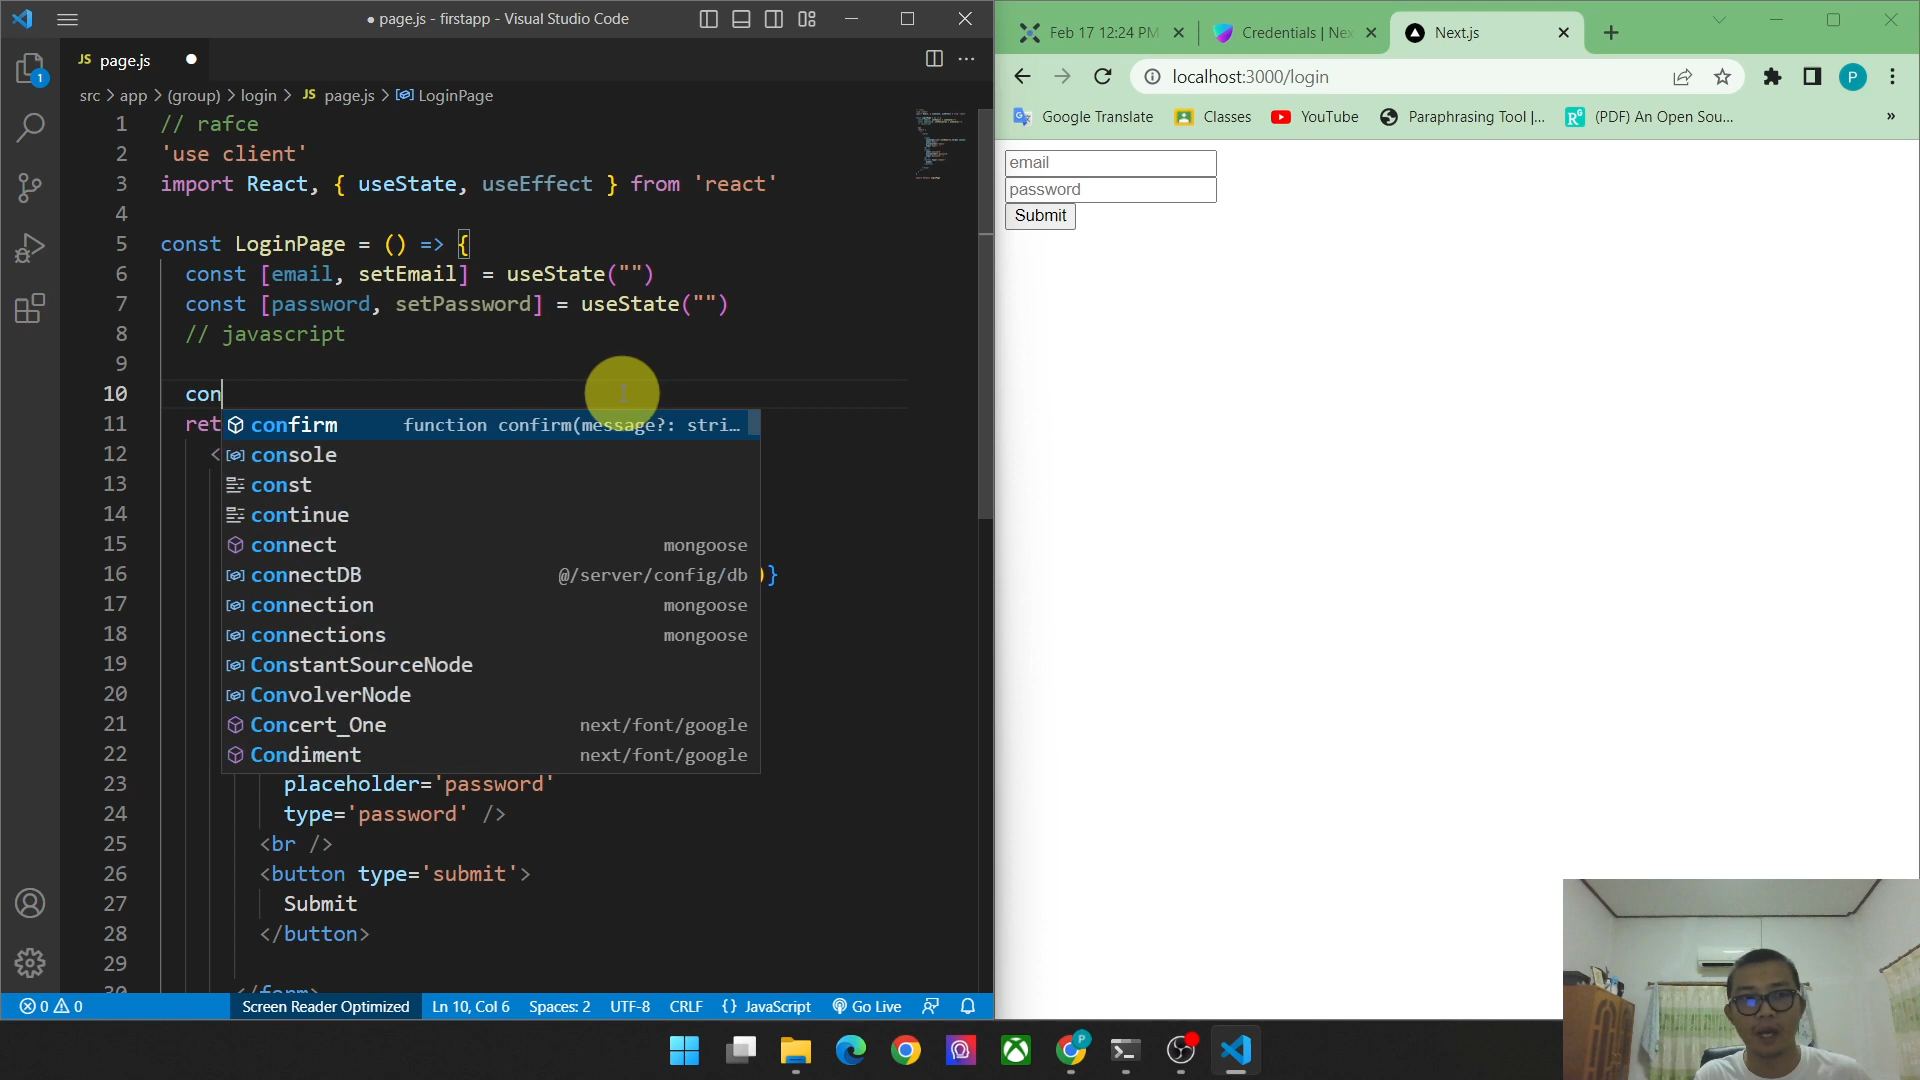 page.js - firstapp - Visual Studio Code
JS page.js
src > app > (group) > login > JS page.js > LoginPage
1 // rafce
2 'use client'
3 import React, { useState, useEffect } from 'react'
4
5 const LoginPage = () => {
6 const [email, setEmail] = useState("")
7 const [password, setPassword] = useState("")
8 // javascript
9
10 con
11 ret
12 <
13
14
15
16 )}
17
18
19
20
21
22
23 placeholder='password'
24 type='password' />
25 <br />
26 <button type='submit'>
27 Submit
28 </button>
29
30 </form>
confirm function confirm(message?: stri...
console
const
continue
connect mongoose
connectDB @/server/config/db
connection mongoose
connections mongoose
ConstantSourceNode
ConvolverNode
Concert_One next/font/google
Condiment next/font/google
1
0 0 Screen Reader Optimized Ln 10, Col 6 Spaces: 2 UTF-8 CRLF {} JavaScript Go Live
Feb 17 12:24 PM
Credentials | Nex
Next.js
localhost:3000/login
P
Google Translate Classes YouTube Paraphrasing Tool |... (PDF) An Open Sou... »
email
password
Submit